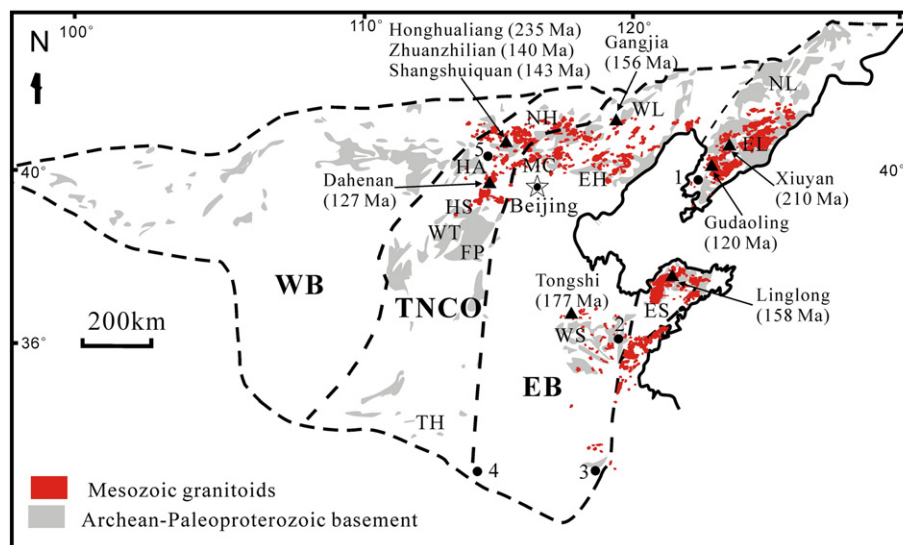 100°
110°
120°
N
Honghualiang (235 Ma)
Zhuanzhilian (140 Ma)
Shangshuiquan (143 Ma)
Gangjia
(156 Ma)
NL
WL
NH
5
HA
MC
EL
40°
40°
EH
1
Dahenan
(127 Ma)
Beijing
Xiuyan
(210 Ma)
HS
Gudaoling
(120 Ma)
WT
FP
WB
TNCO
Tongshi
(177 Ma)
ES
Linglong
(158 Ma)
200km
36°
WS
2
EB
TH
4
3
Mesozoic granitoids
Archean-Paleoproterozoic basement